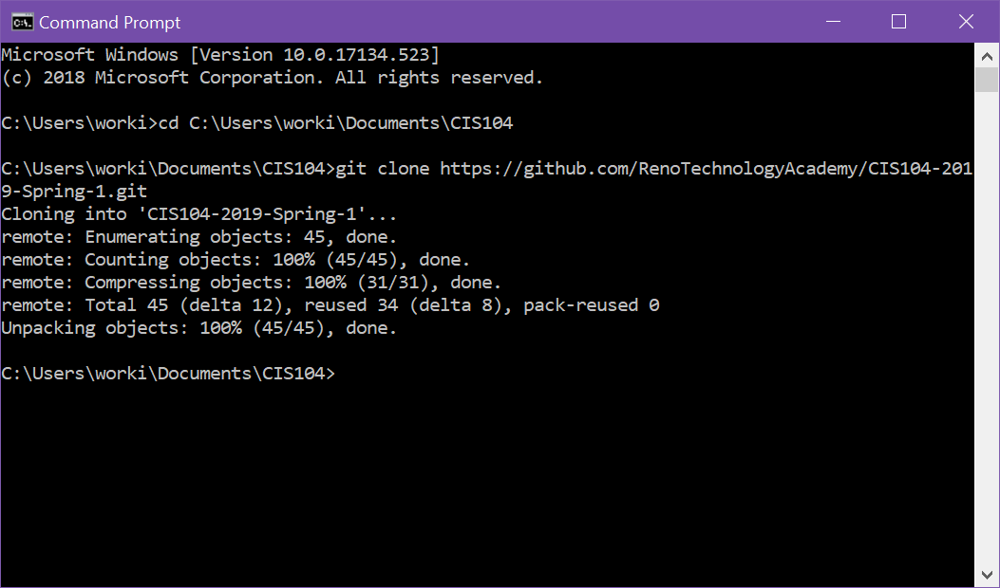 Command Prompt
Microsoft Windows [Version 10.0.17134.523]
(c) 2018 Microsoft Corporation. All rights reserved.
C:\Users\worki>cd C:\Users\worki\Documents\CIS104
C:\Users\worki\Documents\CIS104>git clone https://github.com/RenoTechnologyAcademy/CIS104-201
9-Spring-1.git
Cloning into 'CIS104-2019-Spring-1'...
remote: Enumerating objects: 45, done.
remote: Counting objects: 100% (45/45), done.
remote: Compressing objects: 100% (31/31), done.
remote: Total 45 (delta 12), reused 34 (delta 8), pack-reused 0
Unpacking objects: 100% (45/45), done.
C:\Users\worki\Documents\CIS104>